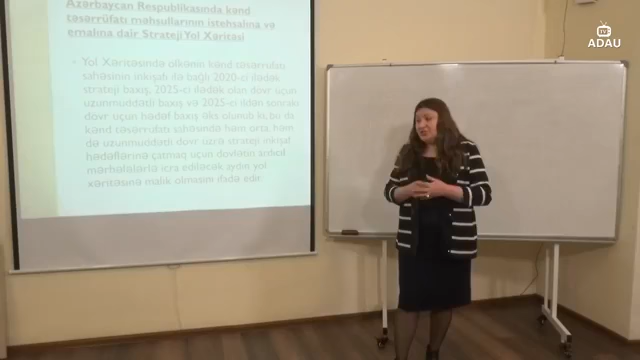 Azərbaycan Respublikasında kənd
təsərrüfatı məhsullarının istehsalına və
emalına dair Strateji Yol Xəritəsi
Yol Xəritəsində ölkənin kənd təsərrüfatı
sahəsinin inkişafı ilə bağlı 2020-ci ilədək
strateji baxış, 2025-ci ilədək olan dövr üçün
uzunmüddətli baxış və 2025-ci ildən sonrakı
dövr üçün hədəf baxış əks olunub ki, bu da
kənd təsərrüfatı sahəsində həm orta, həm
də uzunmüddətli dövr üzrə strateji inkişaf
hədəflərinə çatmaq üçün dövlətin ardıcıl
mərhələlərlə icra ediləcək aydın yol
xəritəsinə malik olmasını ifadə edir.
TV
ADAU